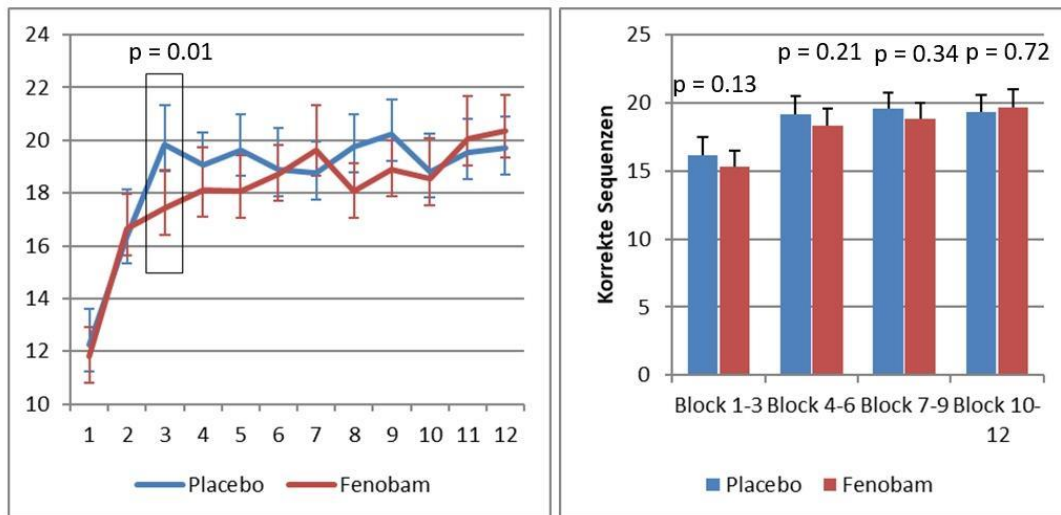 24
22
20
18
16
14
12
10
p = 0.01
1 2 3 4 5 6 7 8 9 10 11 12
Placebo Fenobam
Korrekte Sequenzen
25
20
15
10
5
0
p = 0.13
p = 0.21
p = 0.34
p = 0.72
Block 1-3 Block 4-6 Block 7-9 Block 10-
12
Placebo Fenobam